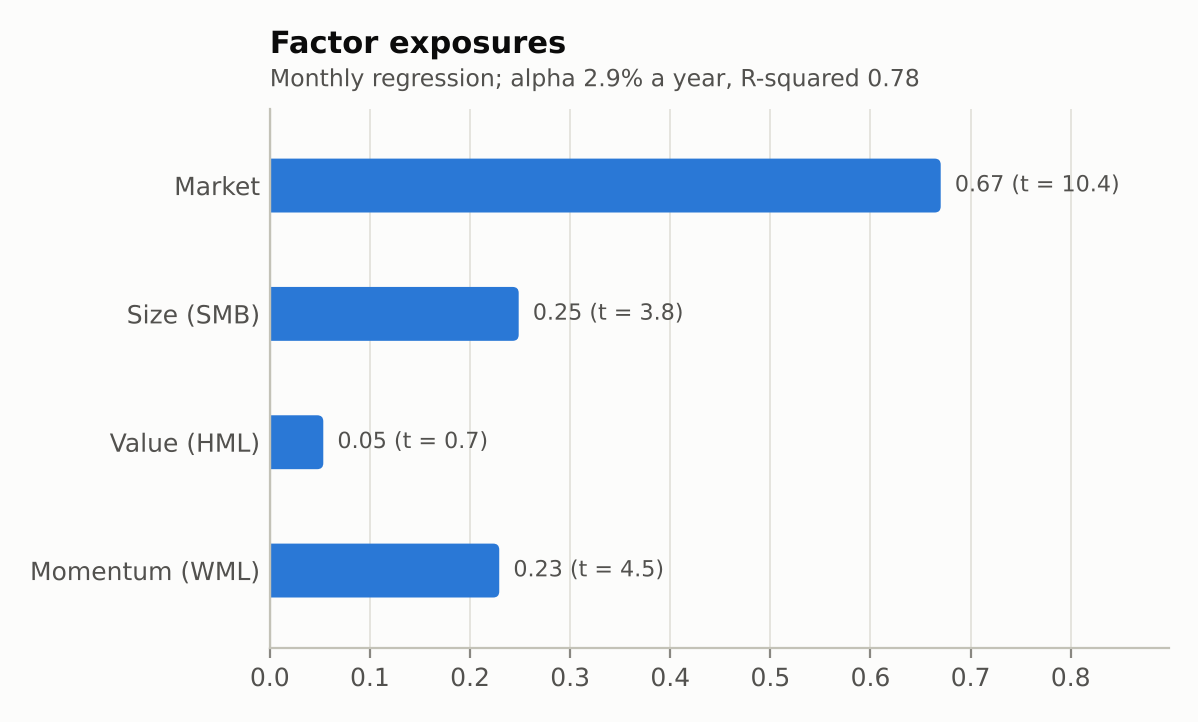 Factor exposures
Monthly regression; alpha 2.9% a year, R-squared 0.78
Market 0.67 (t = 10.4)
Size (SMB) 0.25 (t = 3.8)
Value (HML) 0.05 (t = 0.7)
Momentum (WML) 0.23 (t = 4.5)
0.0 0.1 0.2 0.3 0.4 0.5 0.6 0.7 0.8